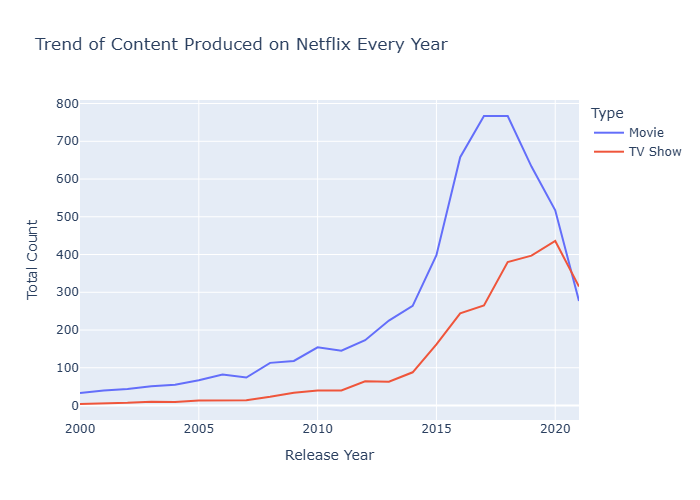 Trend of Content Produced on Netflix Every Year
Type
Movie
TV Show
Total Count
800
700
600
500
400
300
200
100
0
2000 2005 2010 2015 2020
Release Year